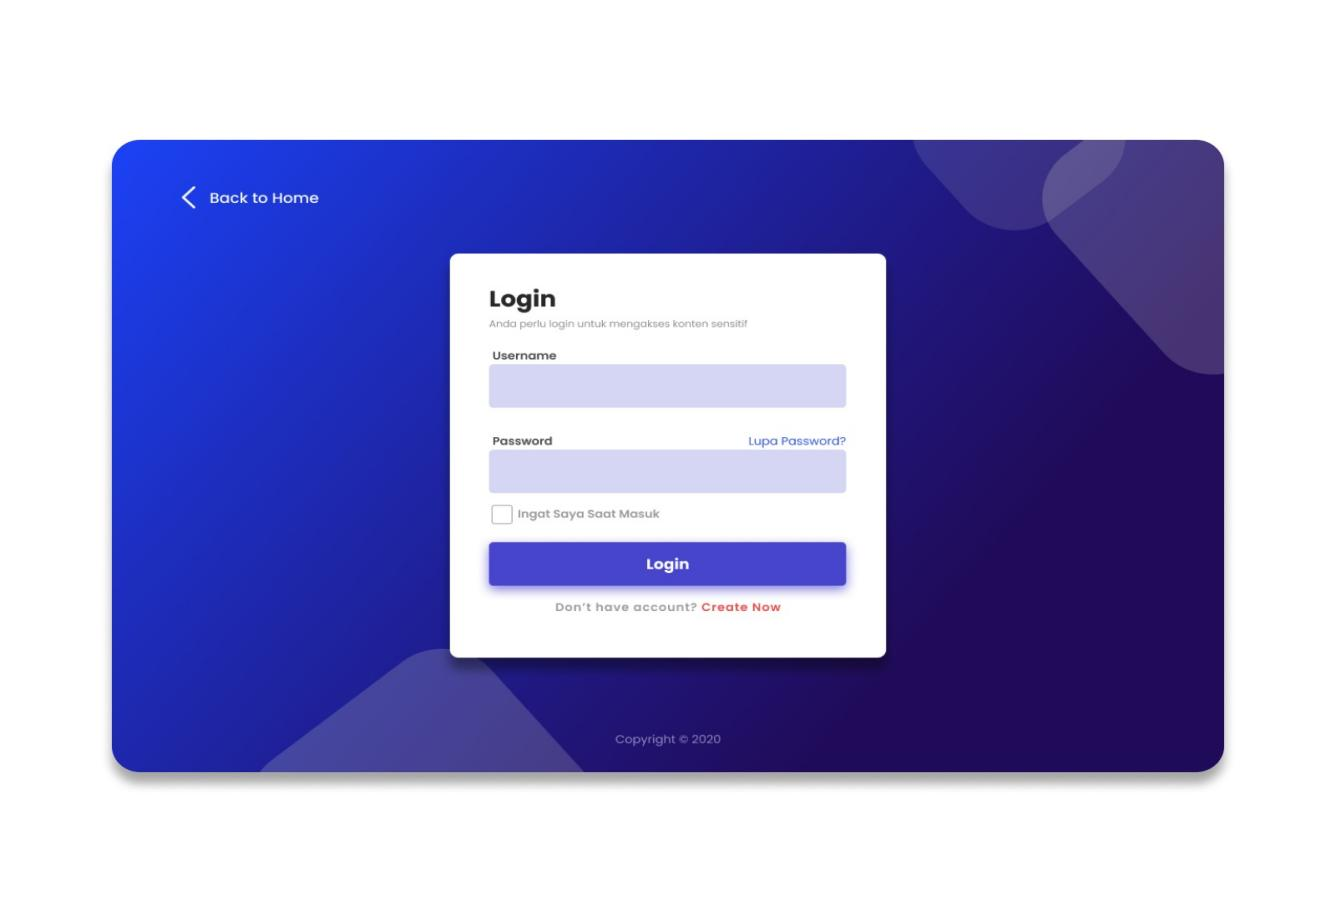 Back to Home
Login
Anda perlu login untuk mengakses konten sensitif
Username
Password
Lupa Password?
Ingat Saya Saat Masuk
Login
Don't have account? Create Now
Copyright © 2020